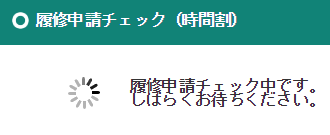 履修申請チェック（時間割）
履修申請チェック中です。
しばらくお待ちください。